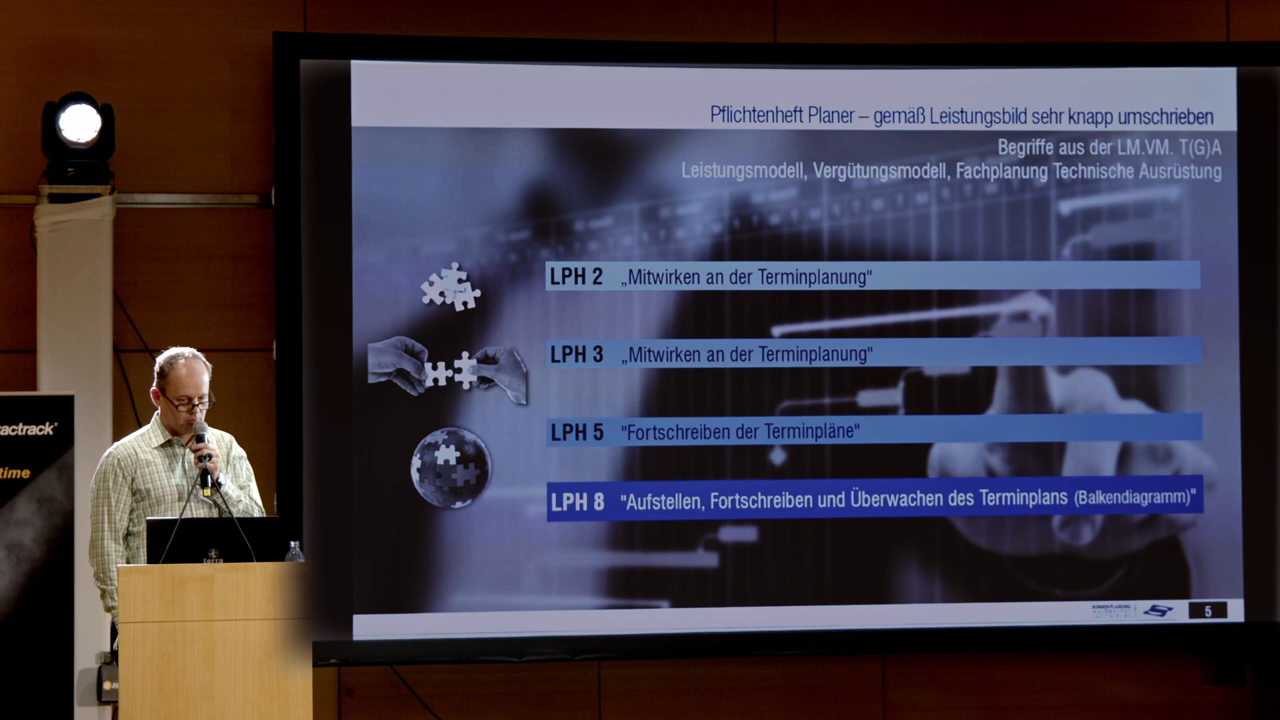 Pflichtenheft Planer – gemäß Leistungsbild sehr knapp umschrieben
Begriffe aus der LM.VM. T(G)A
Leistungsmodell, Vergütungsmodell, Fachplanung Technische Ausrüstung
LPH 2 „Mitwirken an der Terminplanung"
LPH 3 „Mitwirken an der Terminplanung"
LPH 5 "Fortschreiben der Terminpläne"
LPH 8 "Aufstellen, Fortschreiben und Überwachen des Terminplans (Balkendiagramm)"
5
actrack®
time
terra